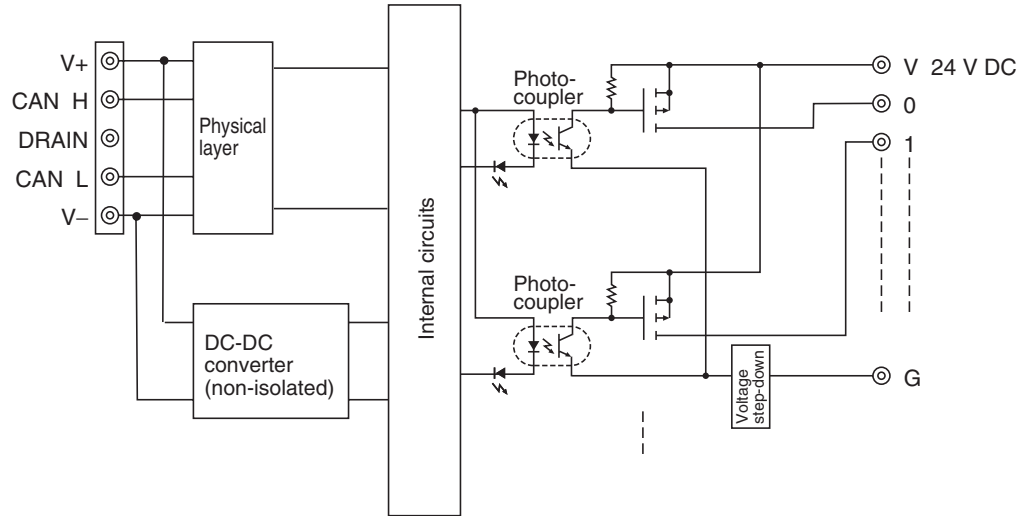 V+
CAN H
DRAIN
CAN L
V–
Physical
layer
DC-DC
converter
(non-isolated)
Internal circuits
Photo-
coupler
Photo-
coupler
V 24 V DC
0
1
Voltage
step-down
G